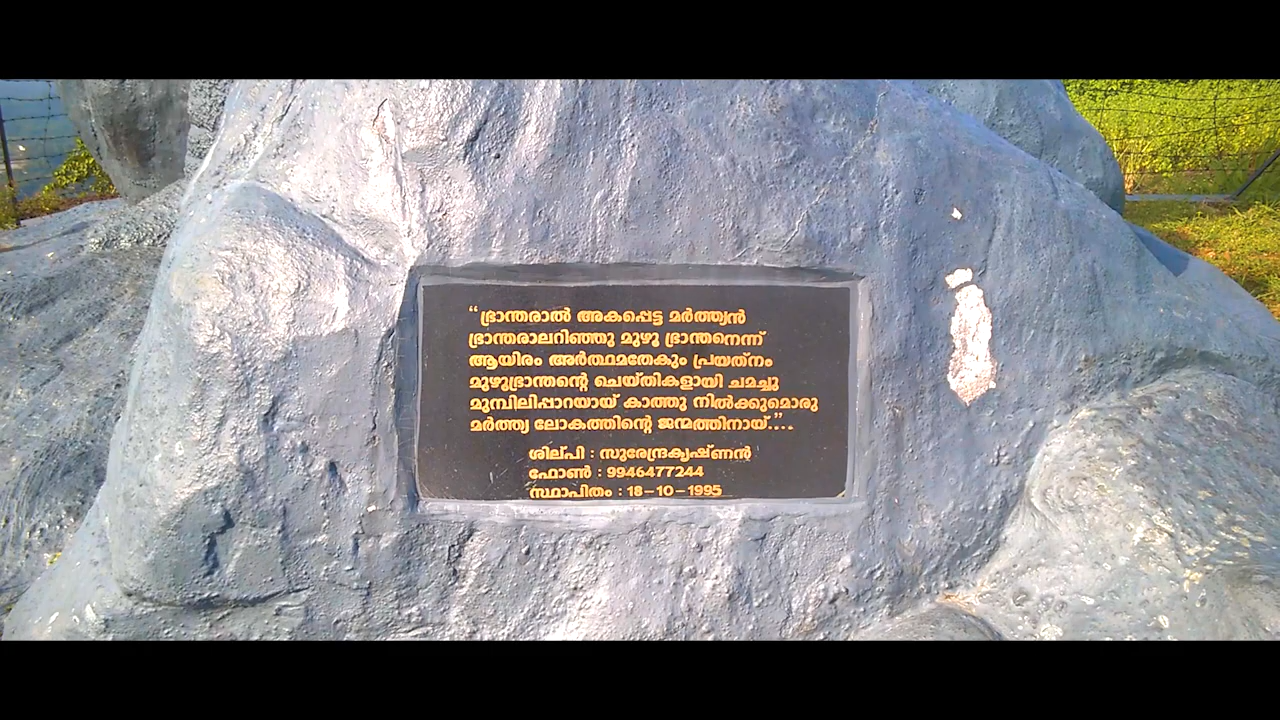 “ഭ്രാന്തരാൽ അകപ്പെട്ട മർത്ത്യൻ
ഭ്രാന്തരാലറിഞ്ഞു മുഴു ഭ്രാന്തനെന്ന്
ആയിരം അർത്ഥമതേകും പ്രയത്നം
മുഴുഭ്രാന്തന്റെ ചെയ്തികളായി ചമച്ചു
മുമ്പിലിപ്പാറയായ് കാത്തു നിൽക്കുമൊരു
മർത്ത്യ ലോകത്തിന്റെ ജന്മത്തിനായ്....”
ശില്പി : സുരേന്ദ്രകൃഷ്ണൻ
ഫോൺ : 9946477244
സ്ഥാപിതം : 18-10-1995